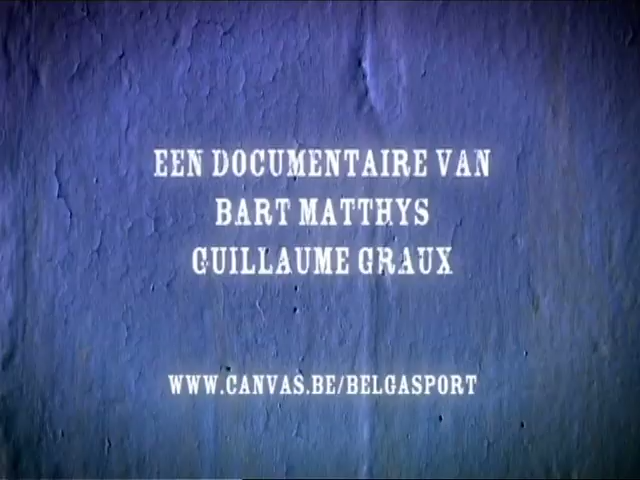 EEN DOCUMENTAIRE VAN
BART MATTHYS
GUILLAUME GRAUX
WWW.CANVAS.BE/BELGASPORT